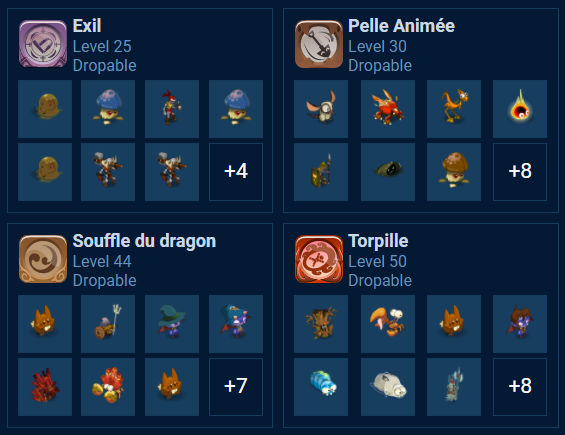 Exil
Level 25
Dropable
+4
Pelle Animée
Level 30
Dropable
+8
Souffle du dragon
Level 44
Dropable
+7
Torpille
Level 50
Dropable
+8